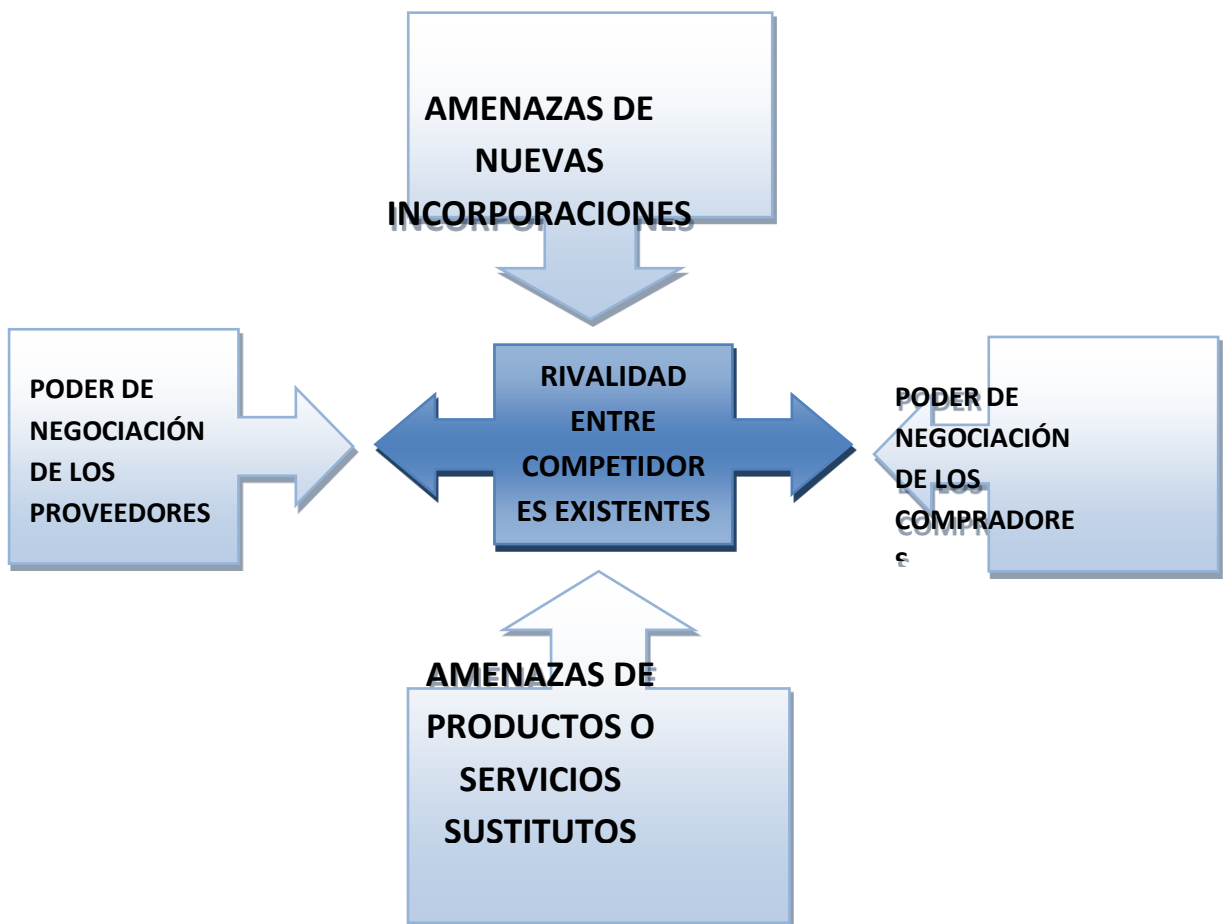 AMENAZAS DE
NUEVAS
INCORPORACIONES
PODER DE
NEGOCIACIÓN
DE LOS
PROVEEDORES
RIVALIDAD
ENTRE
COMPETIDOR
ES EXISTENTES
PODER DE
NEGOCIACIÓN
DE LOS
COMPRADORE
S
AMENAZAS DE
PRODUCTOS O
SERVICIOS
SUSTITUTOS